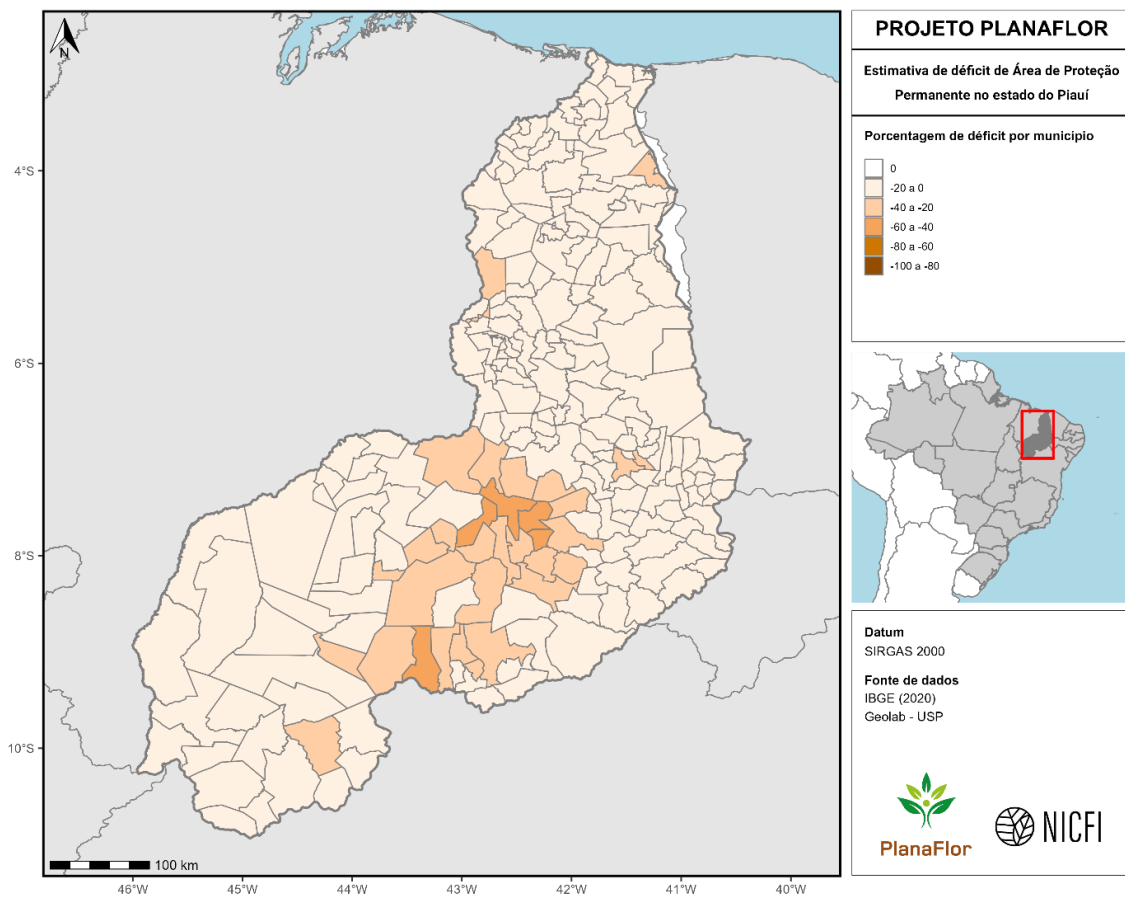 N
4°S
6°S
8°S
10°S
100 km
46°W
45°W
44°W
43°W
42°W
41°W
40°W
PROJETO PLANAFLOR
Estimativa de déficit de Área de Proteção
Permanente no estado do Piauí
Porcentagem de déficit por municipio
0
-20 a 0
-40 a -20
-60 a -40
-80 a -60
-100 a -80
Datum
SIRGAS 2000
Fonte de dados
IBGE (2020)
Geolab - USP
PlanaFlor
NICFI